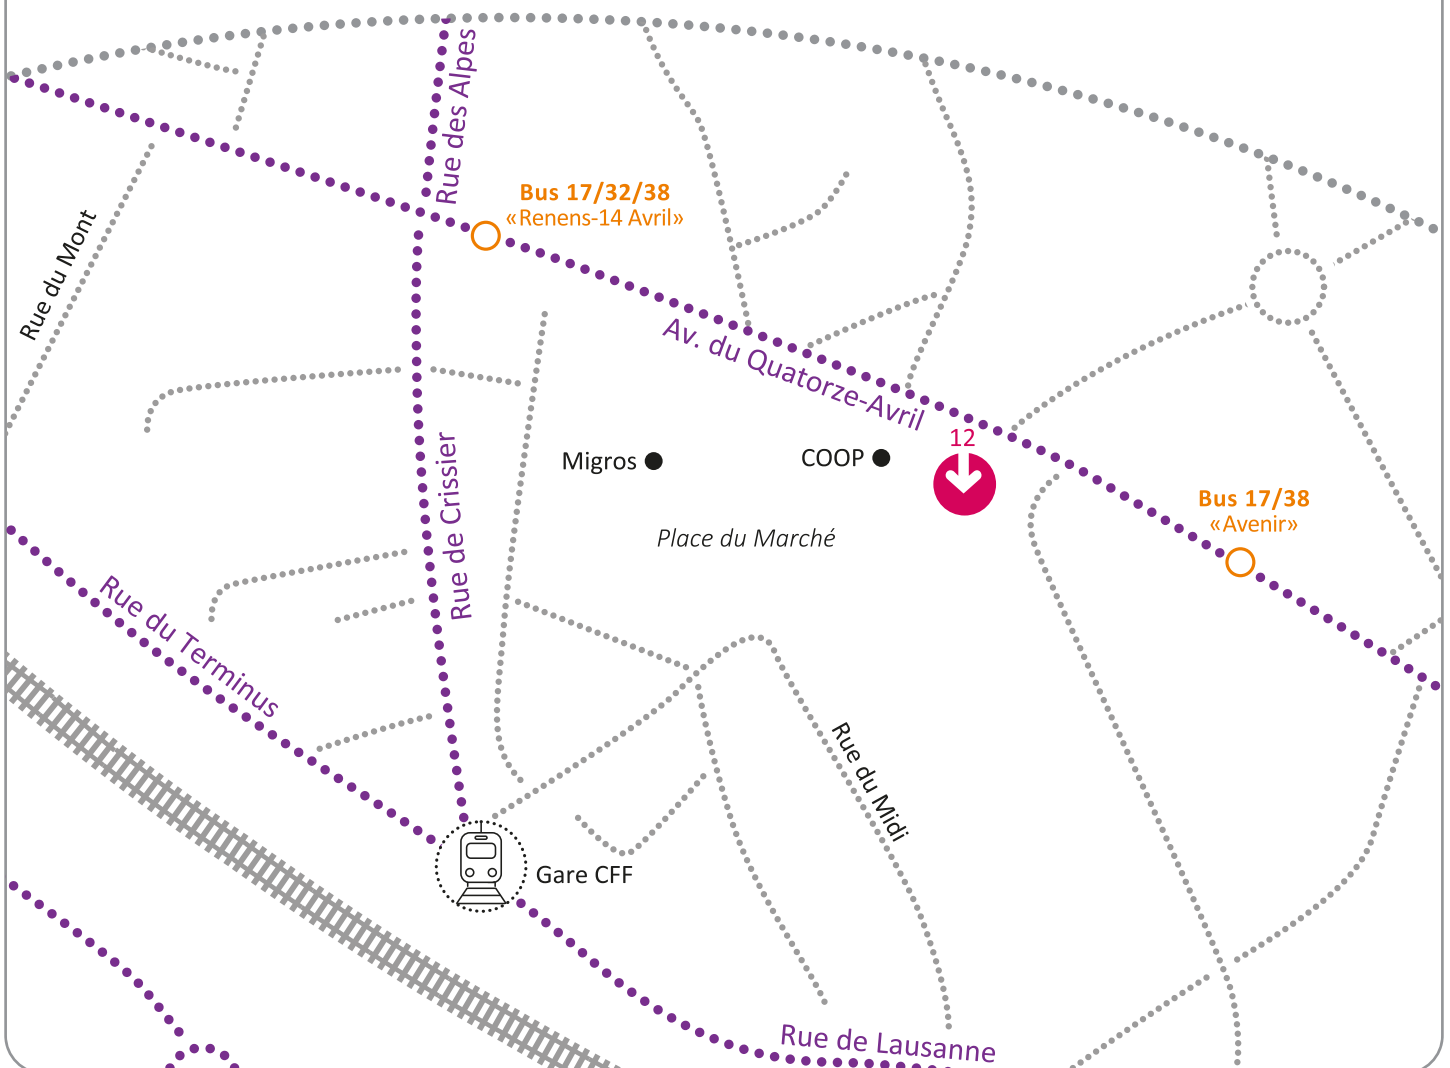 Rue des Alpes
Bus 17/32/38
«Renens-14 Avril»
Rue du Mont
Av. du Quatorze-Avril
12
Migros
COOP
Rue de Crissier
Bus 17/38
«Avenir»
Place du Marché
Rue du Terminus
Rue du Midi
Gare CFF
Rue de Lausanne